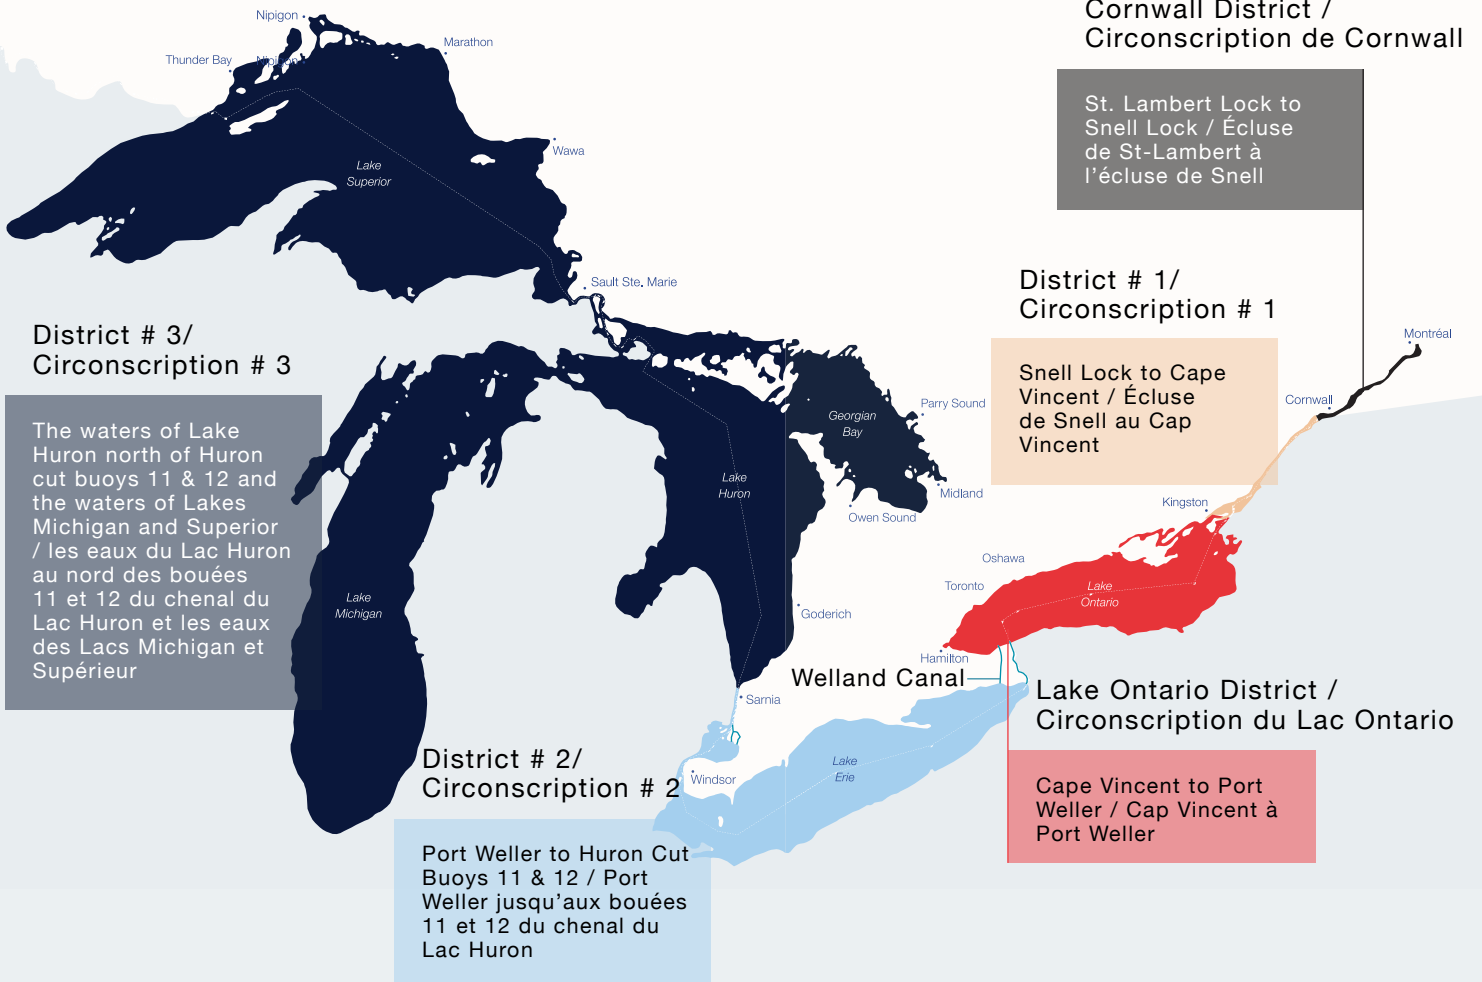 Cornwall District /
Circonscription de Cornwall
St. Lambert Lock to
Snell Lock / Écluse
de St-Lambert à
l’écluse de Snell
Nipigon
Marathon
Thunder Bay
Nipigon
Wawa
Lake
Superior
Sault Ste. Marie
District # 1/
Circonscription # 1
Snell Lock to Cape
Vincent / Écluse
de Snell au Cap
Vincent
Montréal
Cornwall
District # 3/
Circonscription # 3
The waters of Lake
Huron north of Huron
cut buoys 11 & 12 and
the waters of Lakes
Michigan and Superior
/ les eaux du Lac Huron
au nord des bouées
11 et 12 du chenal du
Lac Huron et les eaux
des Lacs Michigan et
Supérieur
Parry Sound
Georgian
Bay
Lake
Huron
Midland
Owen Sound
Kingston
Oshawa
Toronto
Lake
Ontario
Lake
Michigan
Goderich
Hamilton
Welland Canal
Sarnia
Lake Ontario District /
Circonscription du Lac Ontario
Cape Vincent to Port
Weller / Cap Vincent à
Port Weller
District # 2/
Circonscription # 2
Windsor
Lake
Erie
Port Weller to Huron Cut
Buoys 11 & 12 / Port
Weller jusqu’aux bouées
11 et 12 du chenal du
Lac Huron